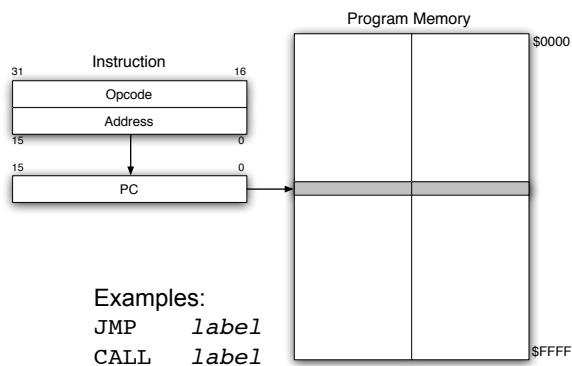 Program Memory
$0000
Instruction
31 16
Opcode
Address
15 0
15 0
PC
Examples:
JMP label
CALL label
$FFFF